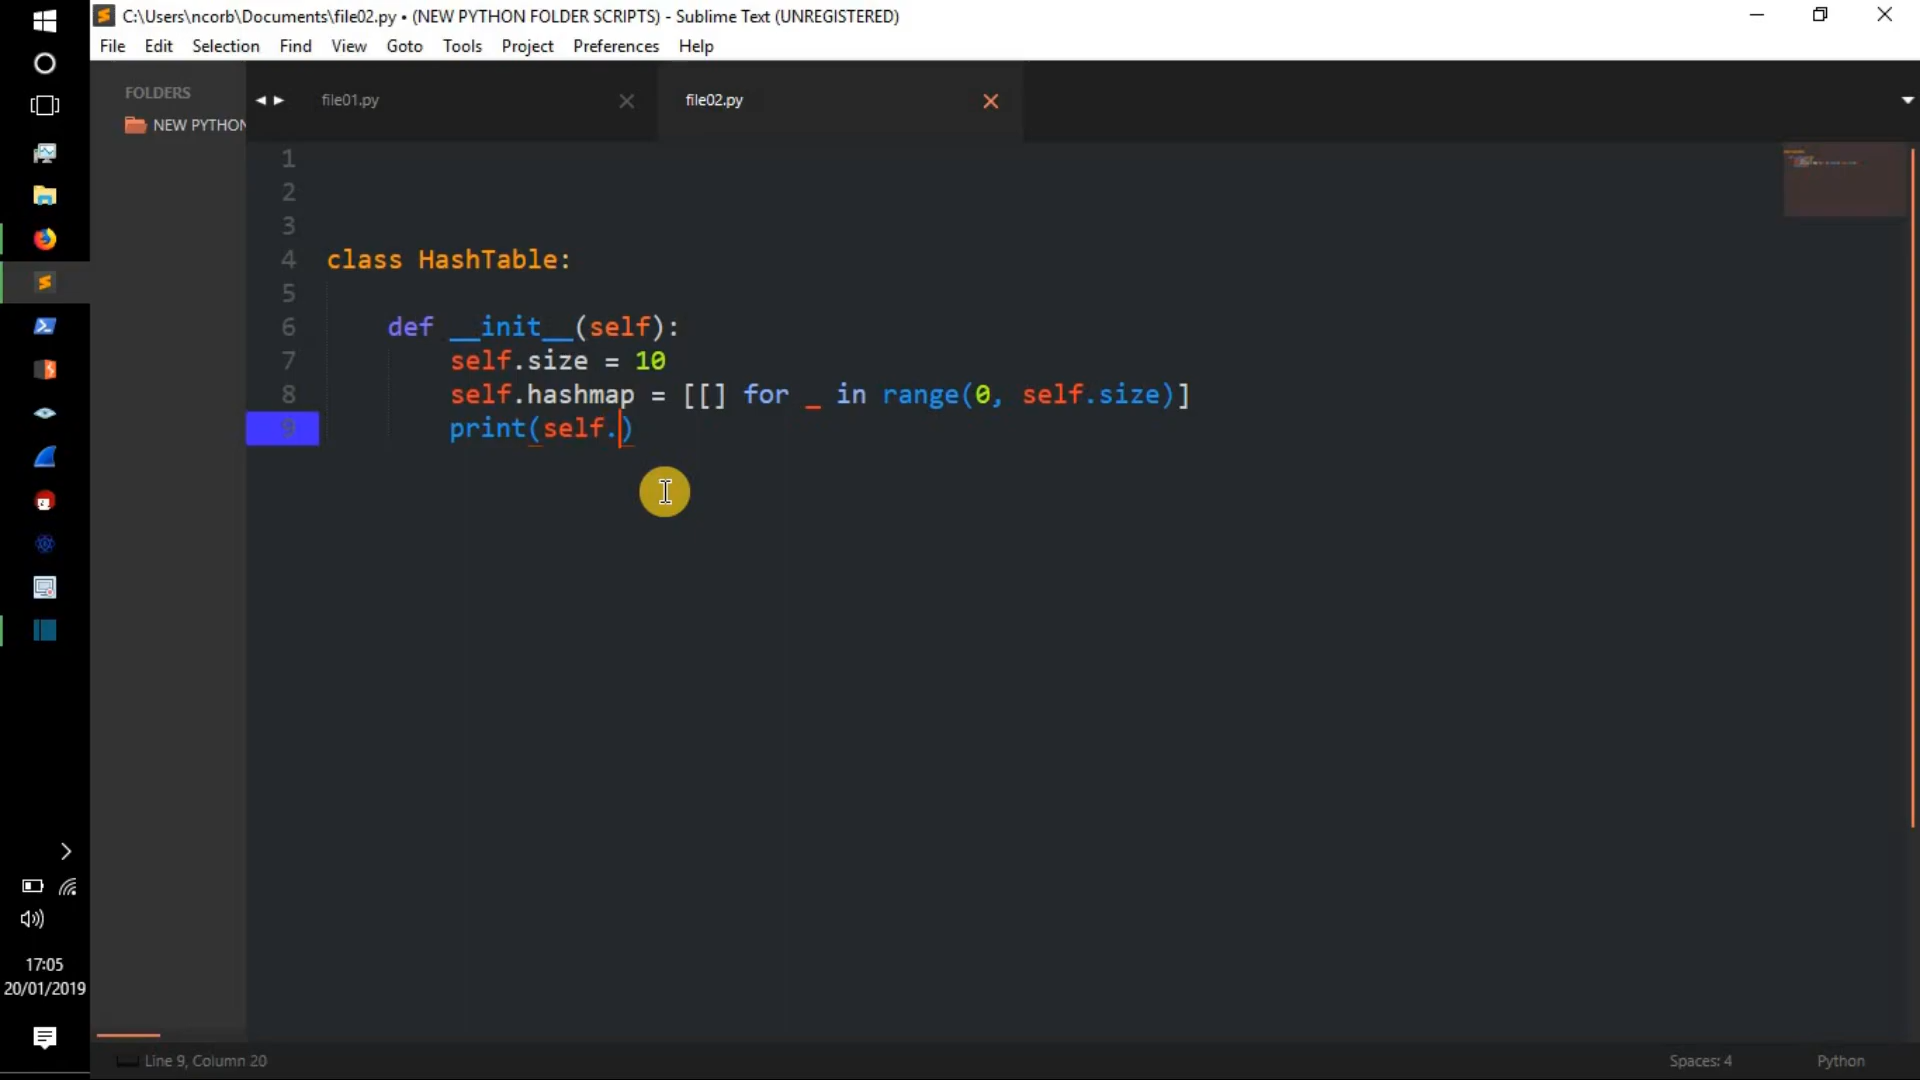 C:\Users\ncorb\Documents\file02.py • (NEW PYTHON FOLDER SCRIPTS) - Sublime Text (UNREGISTERED)
File Edit Selection Find View Goto Tools Project Preferences Help
FOLDERS
NEW PYTHON
file01.py
file02.py
1
2
3
4 class HashTable:
5
6 def __init__(self):
7 self.size = 10
8 self.hashmap = [[] for _ in range(0, self.size)]
9 print(self.)
17:05
20/01/2019
Line 9, Column 20
Spaces: 4
Python